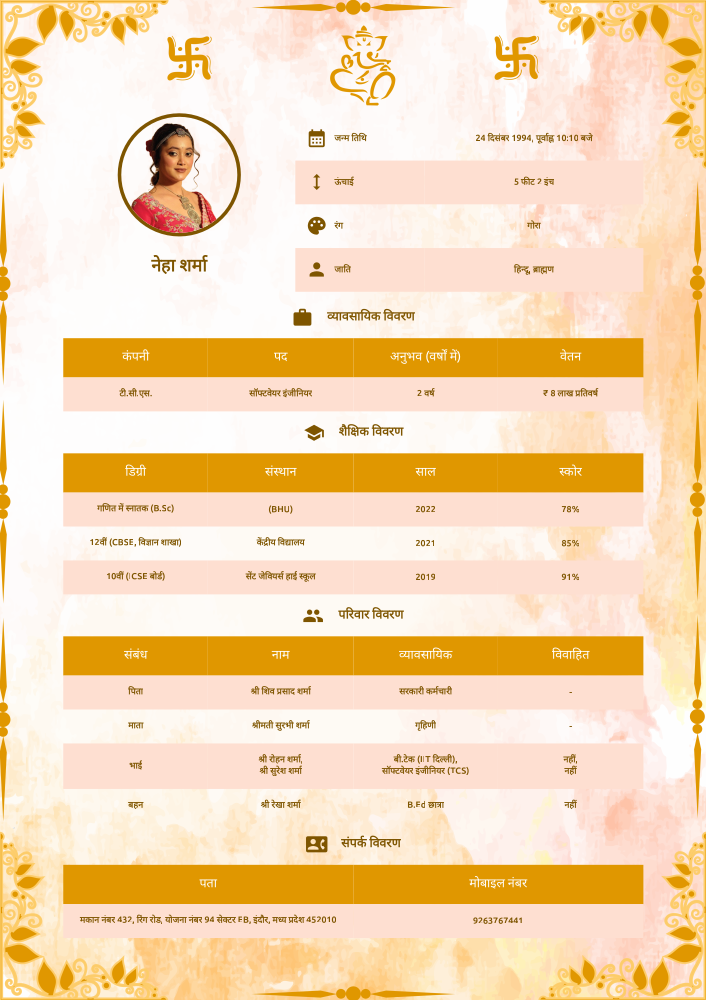 जन्म तिथि 24 दिसंबर 1994, पूर्वाह्न 10:10 बजे
ऊंचाई 5 फीट 2 इंच
रंग गोरा
जाति हिन्दू, ब्राह्मण
नेहा शर्मा
व्यावसायिक विवरण
कंपनी पद अनुभव (वर्षों में) वेतन
टी.सी.एस. सॉफ्टवेयर इंजीनियर 2 वर्ष ₹ 8 लाख प्रतिवर्ष
शैक्षिक विवरण
डिग्री संस्थान साल स्कोर
गणित में स्नातक (B.Sc) (BHU) 2022 78%
12वीं (CBSE, विज्ञान शाखा) केंद्रीय विद्यालय 2021 85%
10वीं (ICSE बोर्ड) सेंट जेवियर्स हाई स्कूल 2019 91%
परिवार विवरण
संबंध नाम व्यावसायिक विवाहित
पिता श्री शिव प्रसाद शर्मा सरकारी कर्मचारी -
माता श्रीमती सुरभी शर्मा गृहिणी -
भाई श्री रोहन शर्मा, श्री सुरेश शर्मा बी.टेक (IIT दिल्ली), सॉफ्टवेयर इंजीनियर (TCS) नहीं, नहीं
बहन श्री रेखा शर्मा B.Ed छात्रा नहीं
संपर्क विवरण
पता मोबाइल नंबर
मकान नंबर 432, रिंग रोड, योजना नंबर 94 सेक्टर EB, इंदौर, मध्य प्रदेश 452010 9263767441